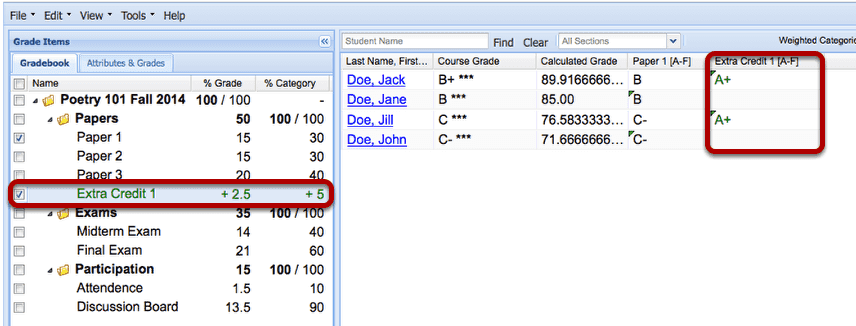 File Edit View Tools Help
Grade Items
Gradebook Attributes & Grades
Name % Grade % Category
Poetry 101 Fall 2014 100 / 100 -
Papers 50 100 / 100
Paper 1 15 30
Paper 2 15 30
Paper 3 20 40
Extra Credit 1 + 2.5 + 5
Exams 35 100 / 100
Midterm Exam 14 40
Final Exam 21 60
Participation 15 100 / 100
Attendence 1.5 10
Discussion Board 13.5 90
Student Name Find Clear All Sections Weighted Categorie
Last Name, First... Course Grade Calculated Grade Paper 1 [A-F] Extra Credit 1 [A-F]
Doe, Jack B+ *** 89.9166666... B A+
Doe, Jane B *** 85.00 B
Doe, Jill C *** 76.5833333... C- A+
Doe, John C- *** 71.6666666... C-